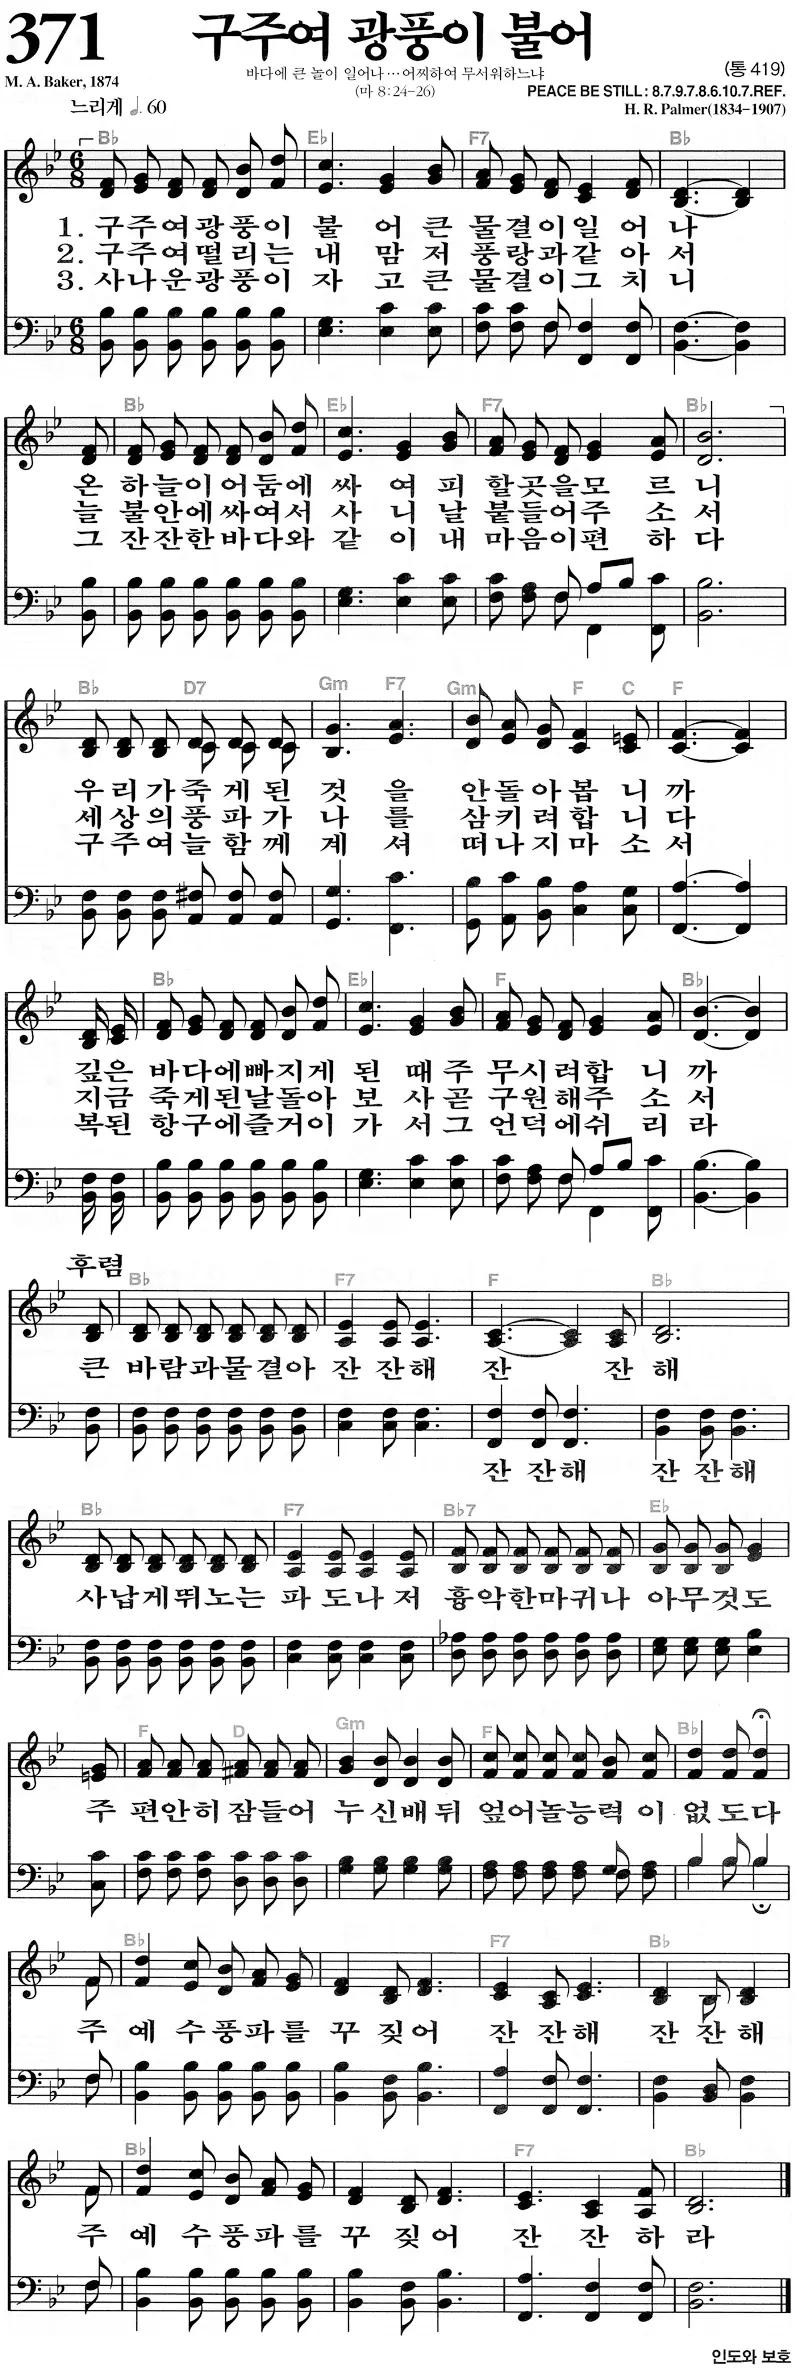 371 구주여 광풍이 불어
(통 419)
바다에 큰 놀이 일어나…어찌하여 무서워하느냐
M. A. Baker, 1874
(마 8:24-26)
PEACE BE STILL: 8.7.9.7.8.6.10.7.REF.
느리게 ♩. 60
H. R. Palmer(1834-1907)
B♭ E♭ F7 B♭
1. 구주여광풍이 불 어 큰 물결이일 어 나
2. 구주여떨리는 내 맘 저 풍랑과같 아 서
3. 사나운광풍이 자 고 큰 물결이그 치 니
B♭ E♭ F7 B♭
온 하늘이어둠에 싸 여 피 할곳을모 르 니
늘 불안에싸여서 사 니 날 붙들어주 소 서
그 잔잔한바다와 같 이 내 마음이편 하 다
B♭ D7 Gm F7 Gm F C F
우리가죽게된 것 을 안돌아봅 니 까
세상의풍파가 나 를 삼키려합 니 다
구주여늘함께 계 셔 떠나지마 소 서
B♭ E♭ F B♭
깊은 바다에빠지게 된 때 주 무시려합 니 까
지금 죽게된날돌아 보 사 곧 구원해주 소 서
복된 항구에즐거이 가 서 그 언덕에쉬 리 라
후렴
B♭ F7 F B♭
큰 바람과물결아 잔 잔해 잔 잔 해
잔 잔해 잔 잔해
B♭ F7 B♭7 E♭
사납게뛰노는 파 도나 저 흉악한마귀나 아무것도
F D Gm F B♭
주 편안히 잠들어 누 신배 뒤 엎어놀능력 이 없 도다
B♭ F7 B♭
주 예 수풍파를 꾸 짖어 잔 잔해 잔 잔해
B♭ F7 B♭
주 예 수풍파를 꾸 짖어 잔 잔 하 라
인도와 보호